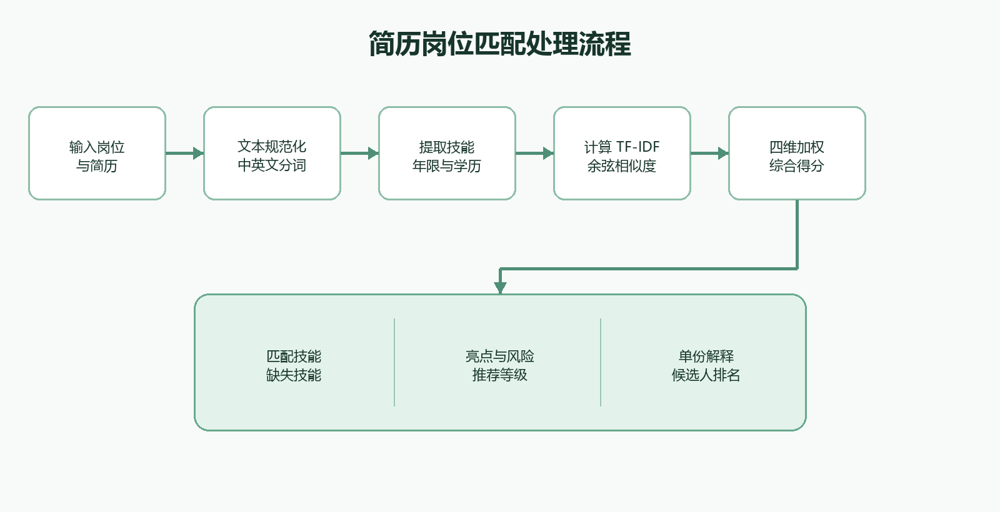 简历岗位匹配处理流程
输入岗位
与简历
文本规范化
中英文分词
提取技能
年限与学历
计算 TF-IDF
余弦相似度
四维加权
综合得分
匹配技能
缺失技能
亮点与风险
推荐等级
单份解释
候选人排名